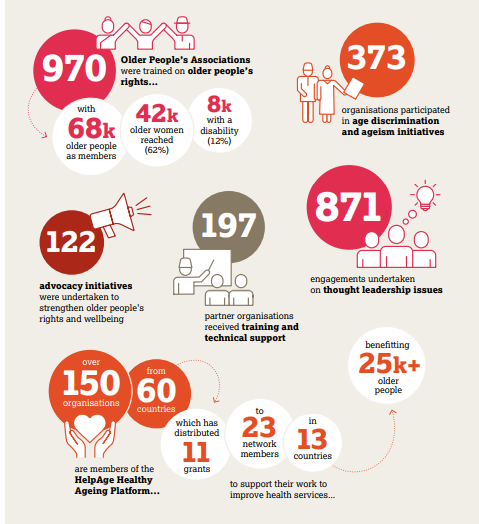 970
Older People's Associations
were trained on older people's
rights...
with
68k
older people
as members
42k
older women
reached
(62%)
8k
with a
disability
(12%)
373
organisations participated
in age discrimination
and ageism initiatives
122
advocacy initiatives
were undertaken to
strengthen older people's
rights and wellbeing
197
partner organisations
received training and
technical support
871
engagements undertaken
on thought leadership issues
over
150
organisations
from
60
countries
are members of the
HelpAge Healthy
Ageing Platform...
which has
distributed
11
grants
to
23
network
members
in
13
countries
to support their work to
improve health services...
benefitting
25k+
older
people